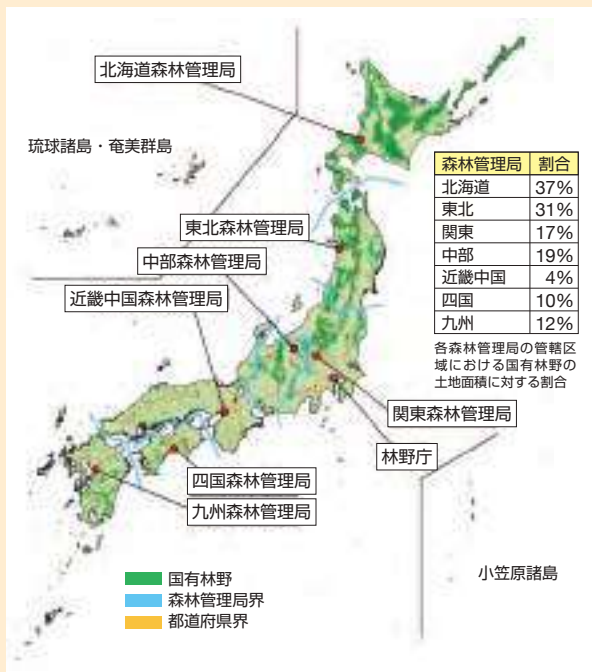 北海道森林管理局
琉球諸島・奄美群島
森林管理局 割合
北海道 37%
東北 31%
関東 17%
中部 19%
近畿中国 4%
四国 10%
九州 12%
各森林管理局の管轄区
域における国有林野の
土地面積に対する割合
東北森林管理局
中部森林管理局
近畿中国森林管理局
関東森林管理局
林野庁
四国森林管理局
九州森林管理局
小笠原諸島
国有林野
森林管理局界
都道府県界